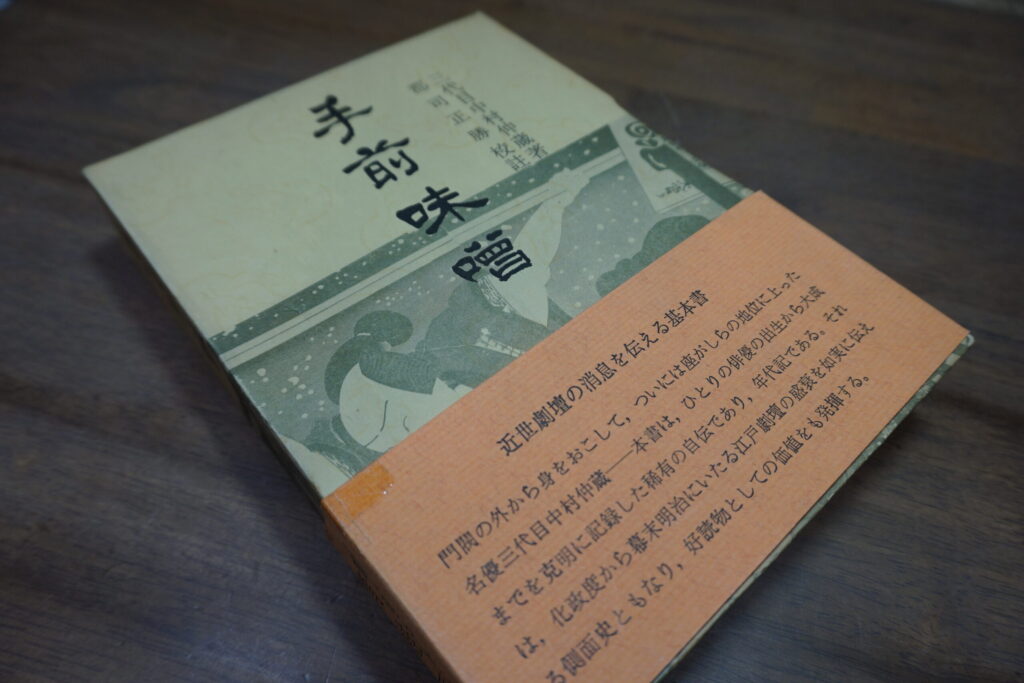 手前味噌
三代目中村仲蔵著
郡司正勝校註
近世劇壇の消息を伝える基本書
門閥の外から身をおこして，ついには座がしらの地位に上った
名優三代目中村仲蔵――本書は，ひとりの俳優の出生から大成
までを克明に記録した稀有の自伝であり，年代記である。それ
は，化政度から幕末明治にいたる江戸劇壇の盛衰を如実に伝え
る側面史ともなり，好読物としての価値をも発揮する。